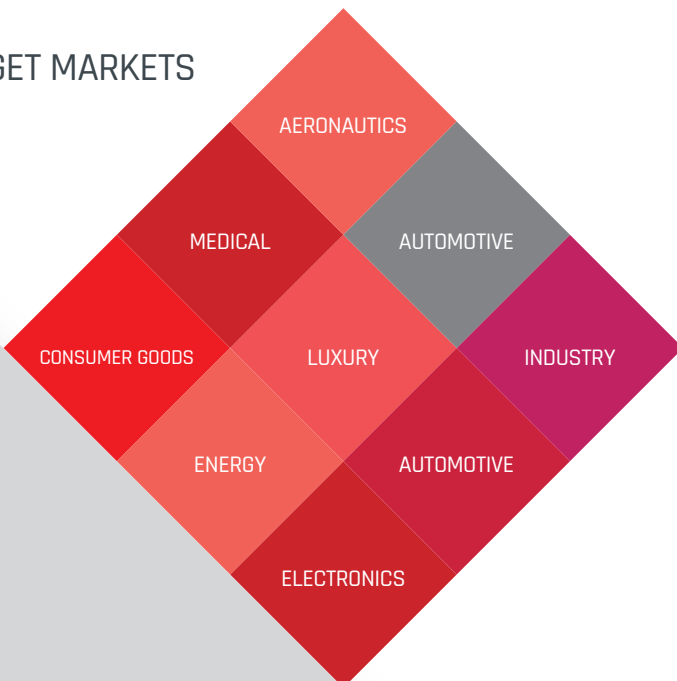 GET MARKETS
AERONAUTICS
MEDICAL
AUTOMOTIVE
CONSUMER GOODS
LUXURY
INDUSTRY
ENERGY
AUTOMOTIVE
ELECTRONICS